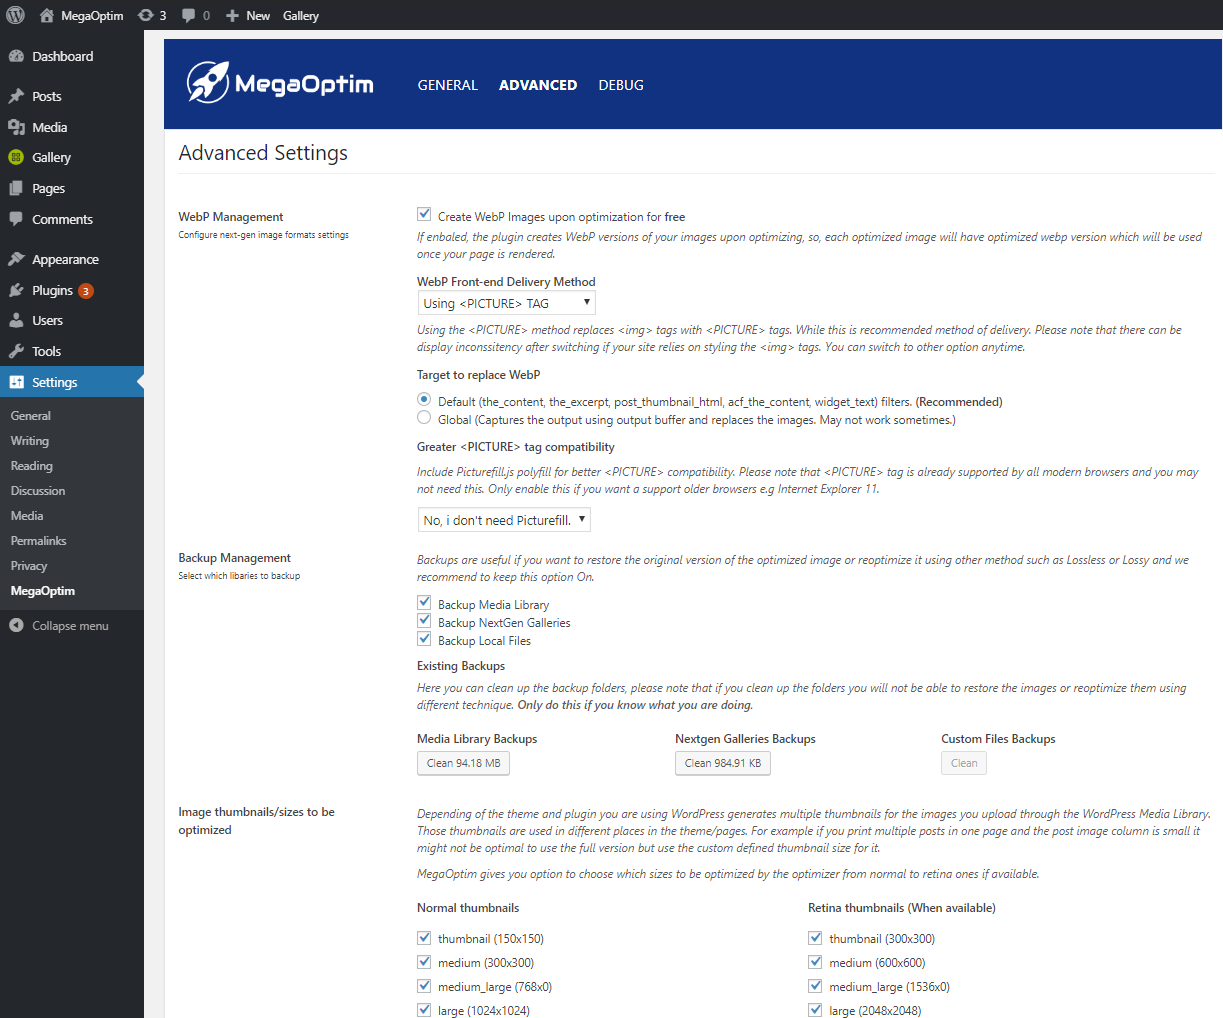 MegaOptim 3 0 New Gallery
Dashboard
Posts
Media
Gallery
Pages
Comments
Appearance
Plugins 3
Users
Tools
Settings
General
Writing
Reading
Discussion
Media
Permalinks
Privacy
MegaOptim
Collapse menu
MegaOptim GENERAL ADVANCED DEBUG
Advanced Settings
WebP Management
Configure next-gen image formats settings
Create WebP Images upon optimization for free
If enbaled, the plugin creates WebP versions of your images upon optimizing, so, each optimized image will have optimized webp version which will be used
once your page is rendered.
WebP Front-end Delivery Method
Using <PICTURE> TAG
Using the <PICTURE> method replaces <img> tags with <PICTURE> tags. While this is recommended method of delivery. Please note that there can be
display inconssitency after switching if your site relies on styling the <img> tags. You can switch to other option anytime.
Target to replace WebP
Default (the_content, the_excerpt, post_thumbnail_html, acf_the_content, widget_text) filters. (Recommended)
Global (Captures the output using output buffer and replaces the images. May not work sometimes.)
Greater <PICTURE> tag compatibility
Include Picturefill.js polyfill for better <PICTURE> compatibility. Please note that <PICTURE> tag is already supported by all modern browsers and you may
not need this. Only enable this if you want a support older browsers e.g Internet Explorer 11.
No, i don't need Picturefill.
Backup Management
Select which libaries to backup
Backups are useful if you want to restore the original version of the optimized image or reoptimize it using other method such as Lossless or Lossy and we
recommend to keep this option On.
Backup Media Library
Backup NextGen Galleries
Backup Local Files
Existing Backups
Here you can clean up the backup folders, please note that if you clean up the folders you will not be able to restore the images or reoptimize them using
different technique. Only do this if you know what you are doing.
Media Library Backups Nextgen Galleries Backups Custom Files Backups
Clean 94.18 MB Clean 984.91 KB Clean
Image thumbnails/sizes to be
optimized
Depending of the theme and plugin you are using WordPress generates multiple thumbnails for the images you upload through the WordPress Media Library.
Those thumbnails are used in different places in the theme/pages. For example if you print multiple posts in one page and the post image column is small it
might not be optimal to use the full version but use the custom defined thumbnail size for it.
MegaOptim gives you option to choose which sizes to be optimized by the optimizer from normal to retina ones if available.
Normal thumbnails Retina thumbnails (When available)
thumbnail (150x150) thumbnail (300x300)
medium (300x300) medium (600x600)
medium_large (768x0) medium_large (1536x0)
large (1024x1024) large (2048x2048)